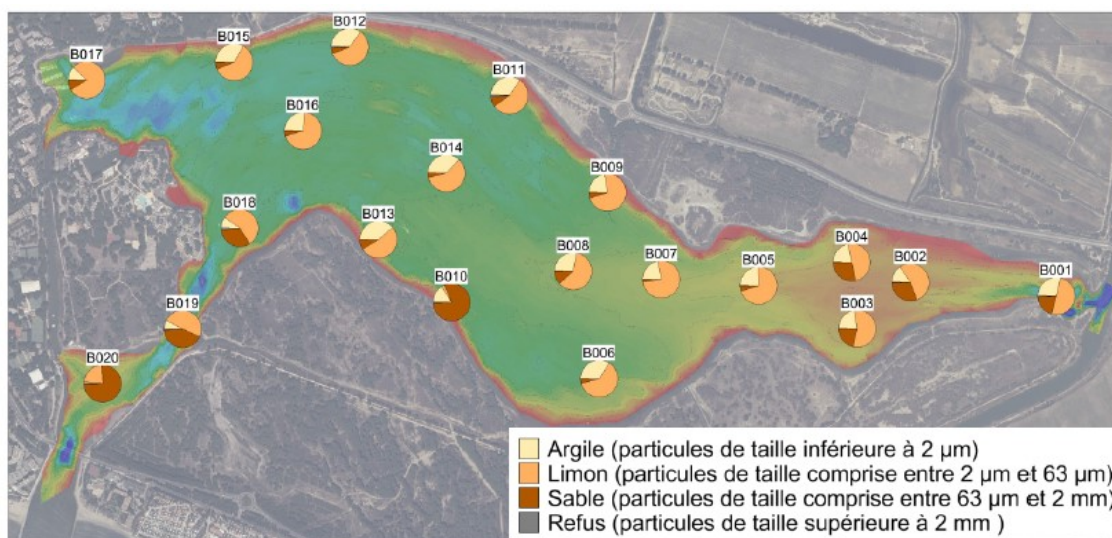 B012
B015
B017
B011
B016
B014
B009
B018
B013
B004
B008
B007
B005
B002
B001
B010
B019
B003
B020
B006
Argile (particules de taille inférieure à 2 µm)
Limon (particules de taille comprise entre 2 µm et 63 µm)
Sable (particules de taille comprise entre 63 µm et 2 mm)
Refus (particules de taille supérieure à 2 mm )